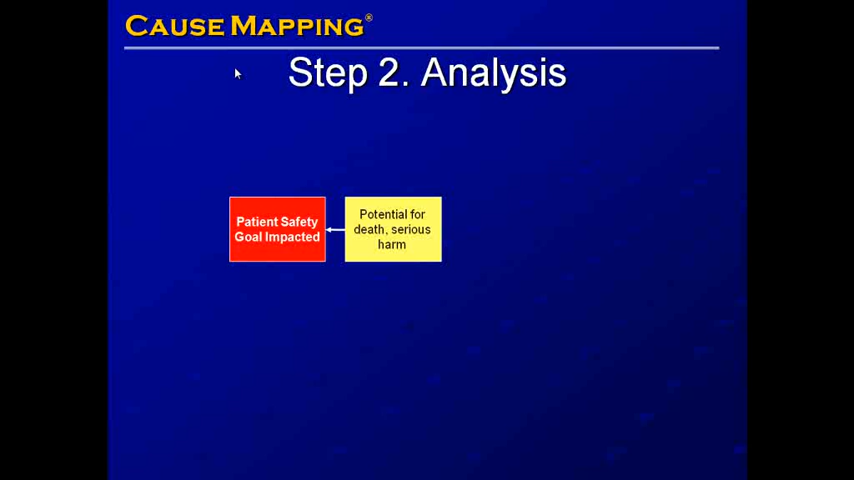 CAUSE MAPPING®
Step 2. Analysis
Patient Safety
Goal Impacted
Potential for
death, serious
harm